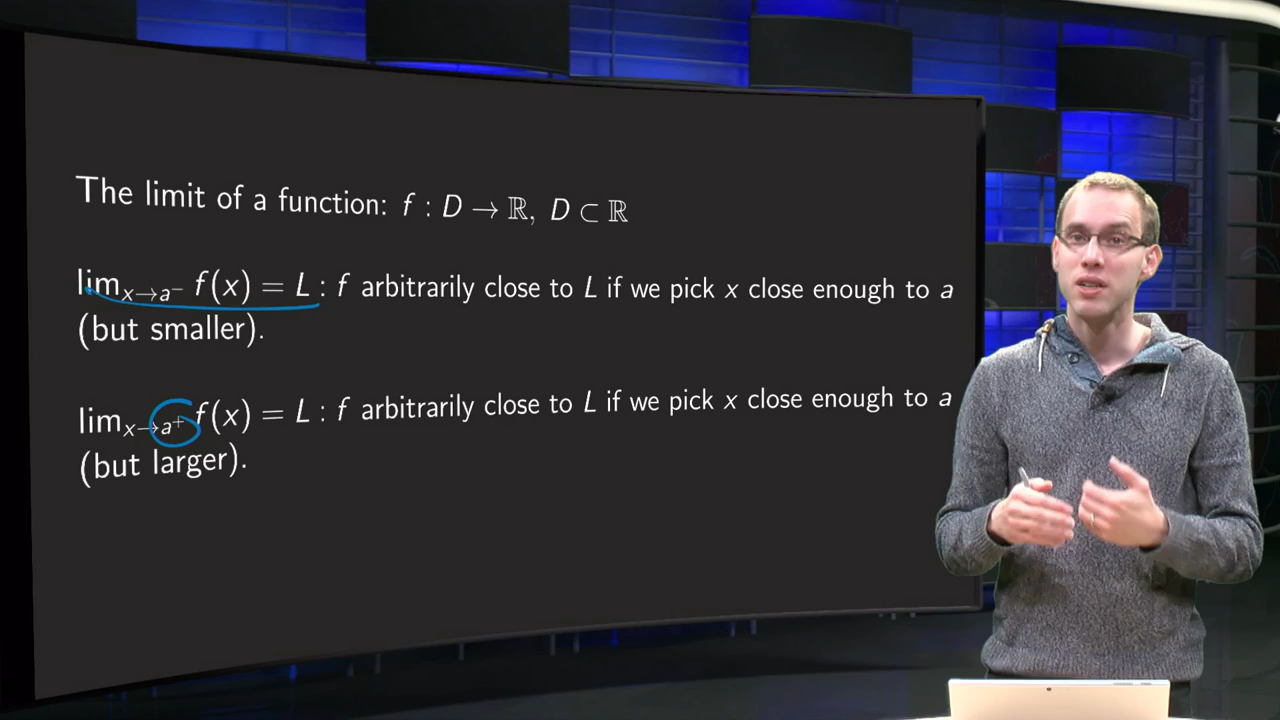 The limit of a function: f : D → ℝ, D ⊂ ℝ
lim_{x→a⁻} f(x) = L : f arbitrarily close to L if we pick x close enough to a
(but smaller).
lim_{x→a⁺} f(x) = L : f arbitrarily close to L if we pick x close enough to a
(but larger).